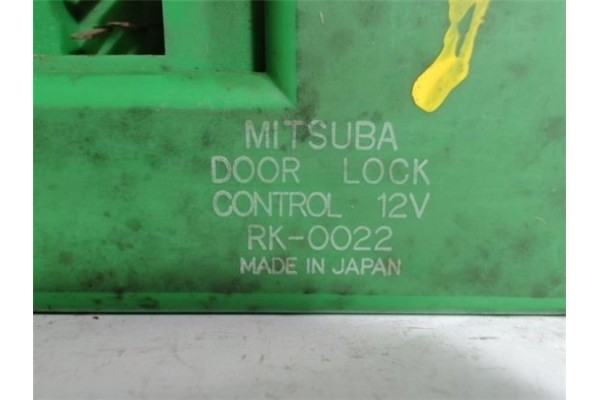 MITSUBA
DOOR LOCK
CONTROL 12V
RK-0022
MADE IN JAPAN